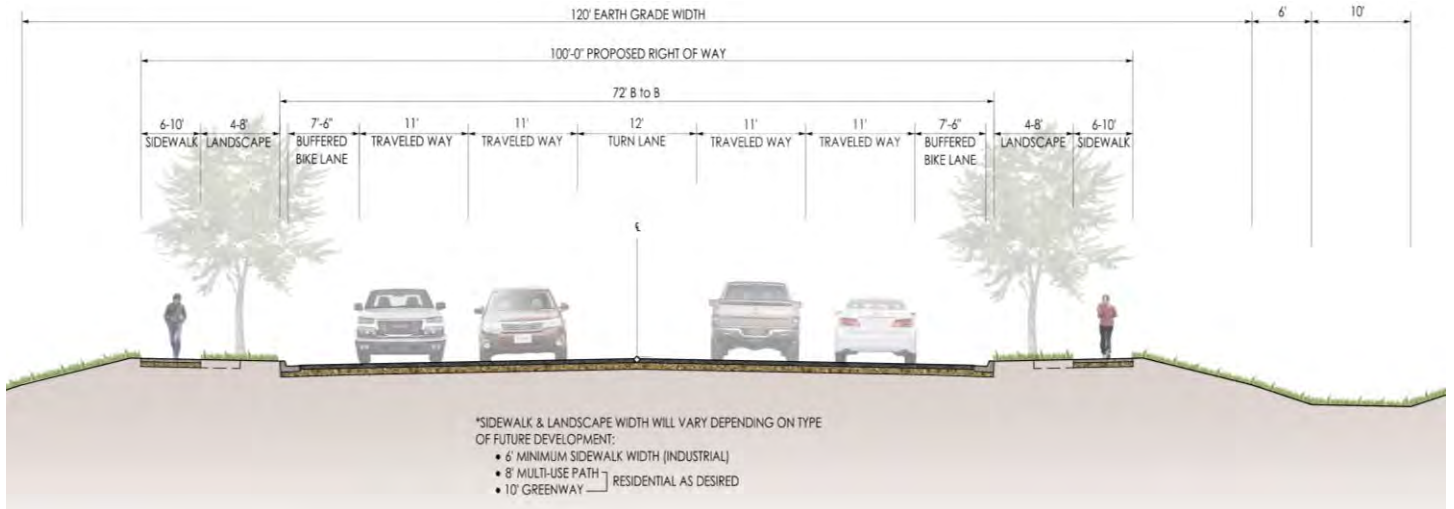 120' EARTH GRADE WIDTH
6'
10'
100'-0" PROPOSED RIGHT OF WAY
72' B to B
6-10'
SIDEWALK
4-8'
LANDSCAPE
7'-6"
BUFFERED
BIKE LANE
11'
TRAVELED WAY
11'
TRAVELED WAY
12'
TURN LANE
11'
TRAVELED WAY
11'
TRAVELED WAY
7'-6"
BUFFERED
BIKE LANE
4-8'
LANDSCAPE
6-10'
SIDEWALK
℄
*SIDEWALK & LANDSCAPE WIDTH WILL VARY DEPENDING ON TYPE
OF FUTURE DEVELOPMENT:
• 6' MINIMUM SIDEWALK WIDTH (INDUSTRIAL)
• 8' MULTI-USE PATH
• 10' GREENWAY
RESIDENTIAL AS DESIRED